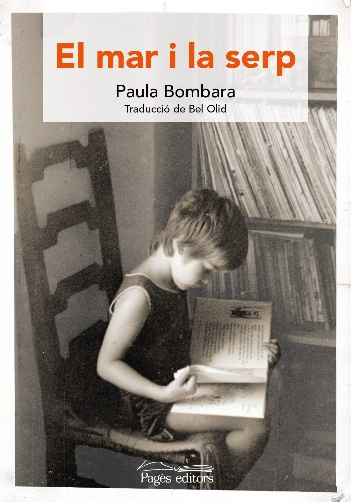 El mar i la serp
Paula Bombara
Traducció de Bel Olid
Pagès editors